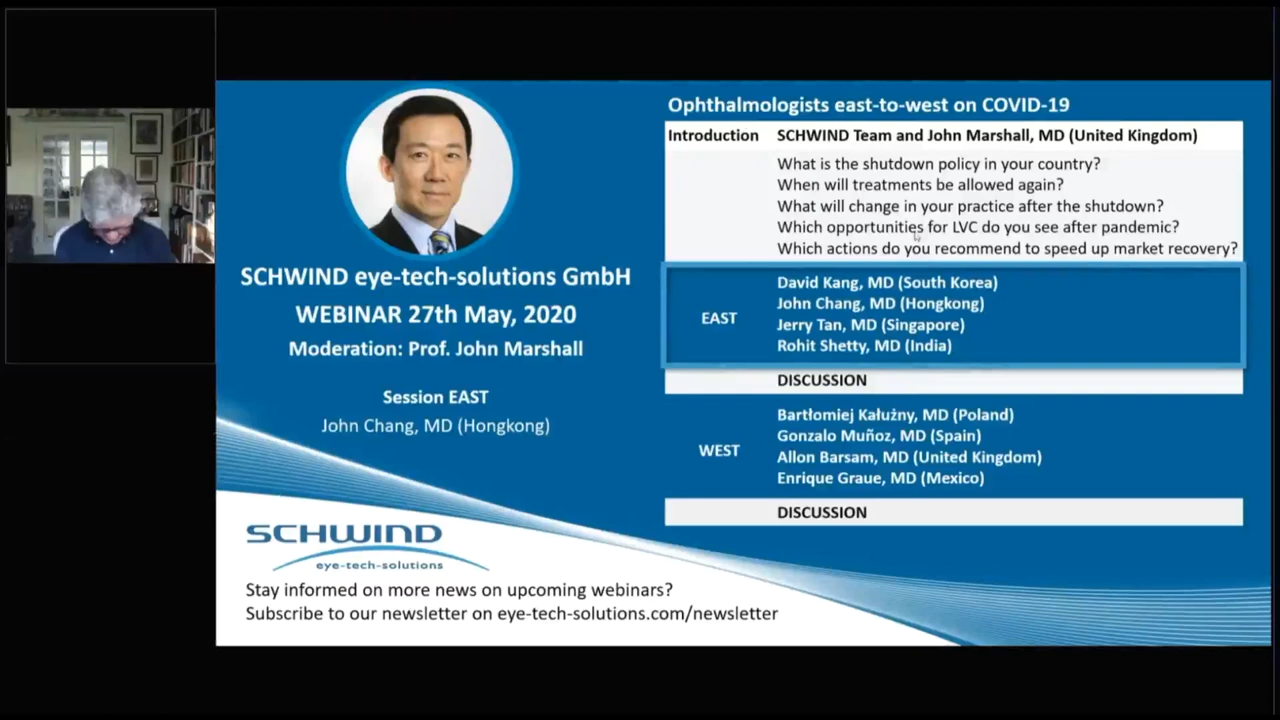 SCHWIND eye-tech-solutions GmbH
WEBINAR 27th May, 2020
Moderation: Prof. John Marshall
Session EAST
John Chang, MD (Hongkong)
SCHWIND
eye-tech-solutions
Stay informed on more news on upcoming webinars?
Subscribe to our newsletter on eye-tech-solutions.com/newsletter
Ophthalmologists east-to-west on COVID-19
Introduction SCHWIND Team and John Marshall, MD (United Kingdom)
What is the shutdown policy in your country?
When will treatments be allowed again?
What will change in your practice after the shutdown?
Which opportunities for LVC do you see after pandemic?
Which actions do you recommend to speed up market recovery?
EAST
David Kang, MD (South Korea)
John Chang, MD (Hongkong)
Jerry Tan, MD (Singapore)
Rohit Shetty, MD (India)
DISCUSSION
WEST
Bartłomiej Kałużny, MD (Poland)
Gonzalo Muñoz, MD (Spain)
Allon Barsam, MD (United Kingdom)
Enrique Graue, MD (Mexico)
DISCUSSION